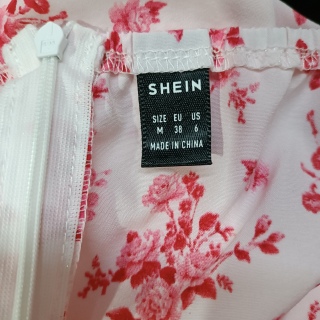 SHEIN
SIZE EU US
M 38 6
MADE IN CHINA